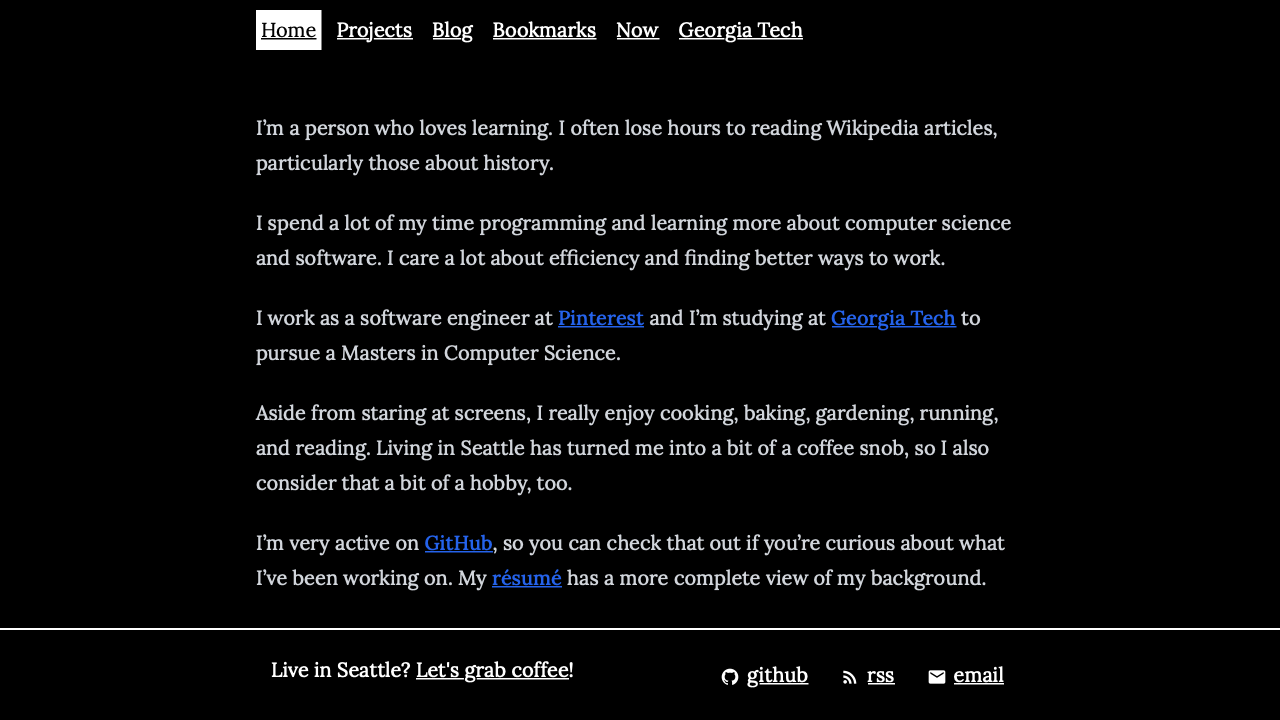 Home Projects Blog Bookmarks Now Georgia Tech
I’m a person who loves learning. I often lose hours to reading Wikipedia articles,
particularly those about history.
I spend a lot of my time programming and learning more about computer science
and software. I care a lot about efficiency and finding better ways to work.
I work as a software engineer at Pinterest and I’m studying at Georgia Tech to
pursue a Masters in Computer Science.
Aside from staring at screens, I really enjoy cooking, baking, gardening, running,
and reading. Living in Seattle has turned me into a bit of a coffee snob, so I also
consider that a bit of a hobby, too.
I’m very active on GitHub, so you can check that out if you’re curious about what
I’ve been working on. My résumé has a more complete view of my background.
Live in Seattle? Let's grab coffee! github rss email